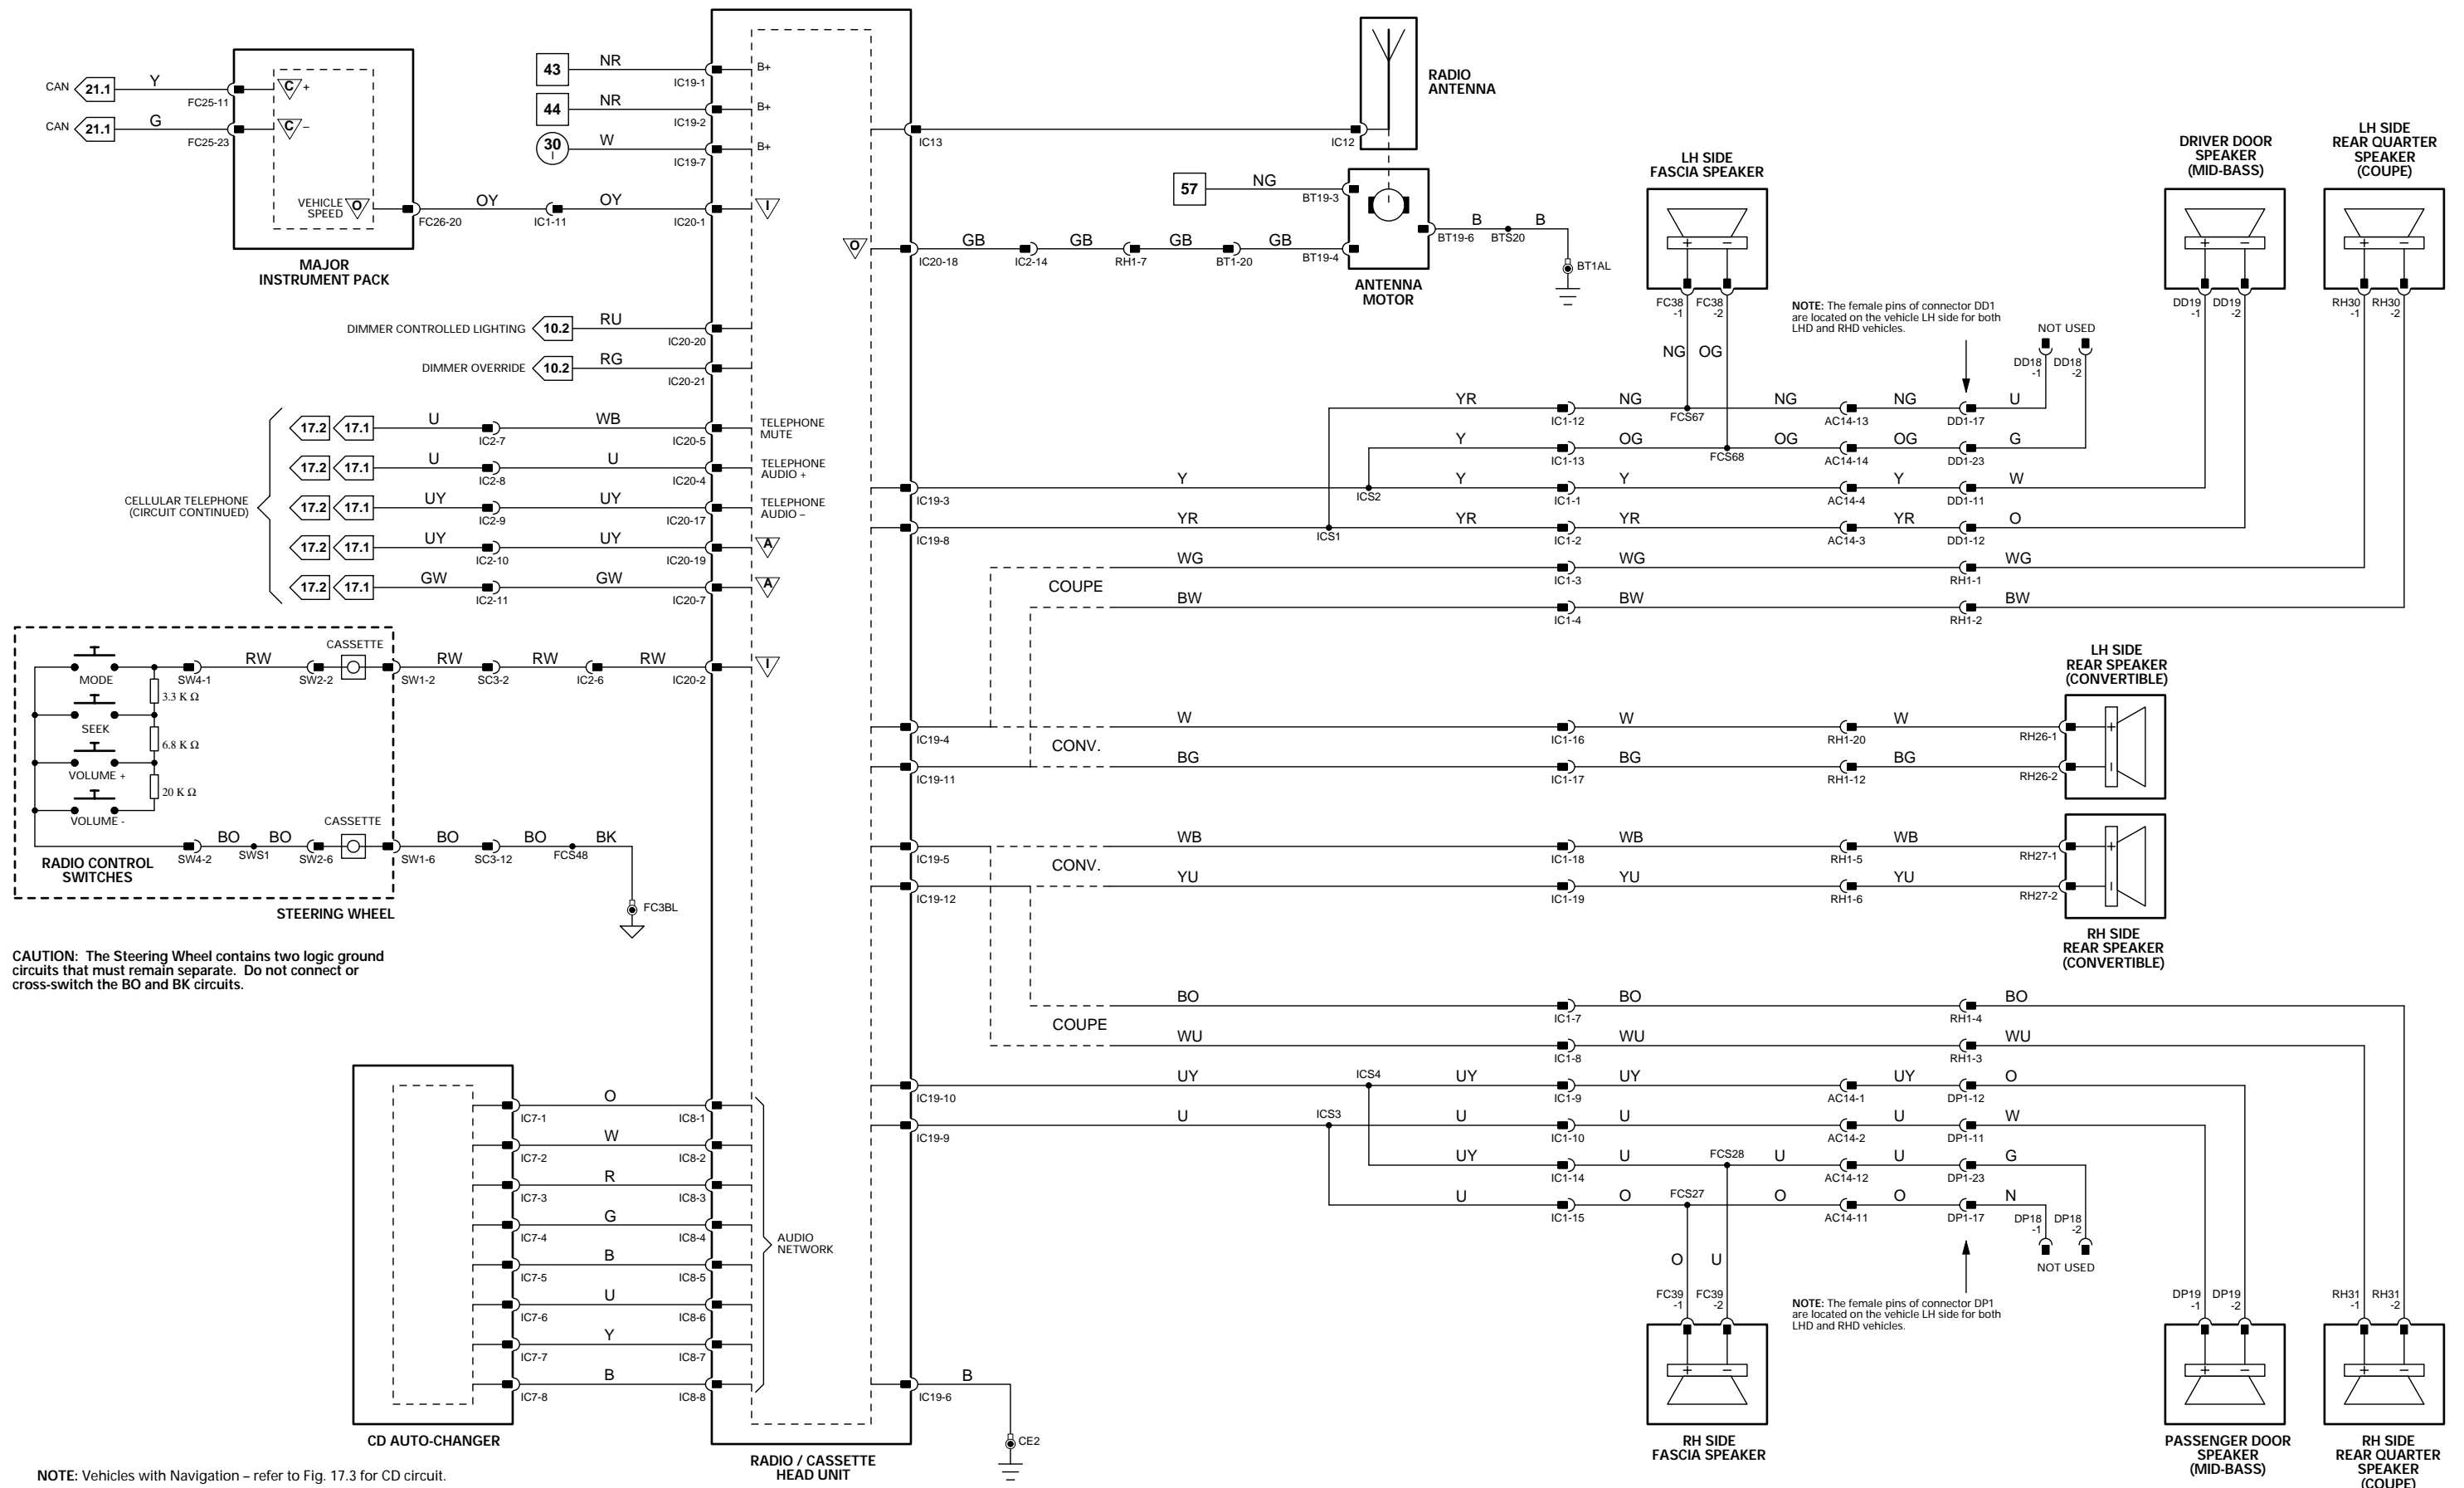 CAN 21.1 Y FC25-11 C +
CAN 21.1 G FC25-23 C –
VEHICLE
SPEED O FC26-20 OY IC1-11 OY IC20-1 I
MAJOR
INSTRUMENT PACK
43 NR IC19-1 B+
44 NR IC19-2 B+
30 I W IC19-7 B+
DIMMER CONTROLLED LIGHTING 10.2 RU IC20-20
DIMMER OVERRIDE 10.2 RG IC20-21
CELLULAR TELEPHONE
(CIRCUIT CONTINUED)
17.2 17.1 U IC2-7 WB IC20-5 TELEPHONE
MUTE
17.2 17.1 U IC2-8 U IC20-4 TELEPHONE
AUDIO +
17.2 17.1 UY IC2-9 UY IC20-17 TELEPHONE
AUDIO –
17.2 17.1 UY IC2-10 UY IC20-19 A
17.2 17.1 GW IC2-11 GW IC20-7 A
MODE SW4-1 RW SW2-2 CASSETTE SW1-2 RW SC3-2 RW IC2-6 RW IC20-2 I
3.3 K Ω
SEEK
6.8 K Ω
VOLUME +
20 K Ω
VOLUME -
SW4-2 BO SWS1 BO SW2-6 CASSETTE SW1-6 BO SC3-12 BO FCS48 BK
FC3BL
RADIO CONTROL
SWITCHES
STEERING WHEEL
CAUTION: The Steering Wheel contains two logic ground
circuits that must remain separate. Do not connect or
cross-switch the BO and BK circuits.
IC7-1 O IC8-1
IC7-2 W IC8-2
IC7-3 R IC8-3
IC7-4 G IC8-4
IC7-5 B IC8-5
IC7-6 U IC8-6
IC7-7 Y IC8-7
IC7-8 B IC8-8
AUDIO
NETWORK
CD AUTO-CHANGER
NOTE: Vehicles with Navigation – refer to Fig. 17.3 for CD circuit.
RADIO / CASSETTE
HEAD UNIT
IC19-6 B CE2
IC13 IC12
RADIO
ANTENNA
57 NG BT19-3
O IC20-18 GB IC2-14 GB RH1-7 GB BT1-20 GB BT19-4
BT19-6 B BTS20 B BT1AL
ANTENNA
MOTOR
LH SIDE
FASCIA SPEAKER
+ –
FC38
-1
FC38
-2
NG OG
NOTE: The female pins of connector DD1
are located on the vehicle LH side for both
LHD and RHD vehicles.
NOT USED
DD18
-1
DD18
-2
DRIVER DOOR
SPEAKER
(MID-BASS)
+ –
DD19
-1
DD19
-2
LH SIDE
REAR QUARTER
SPEAKER
(COUPE)
+ –
RH30
-1
RH30
-2
YR IC1-12 NG FCS67 NG AC14-13 NG DD1-17 U
Y IC1-13 OG FCS68 OG AC14-14 OG DD1-23 G
IC19-3 Y ICS2 Y IC1-1 Y AC14-4 Y DD1-11 W
IC19-8 YR ICS1 YR IC1-2 YR AC14-3 YR DD1-12 O
COUPE
WG IC1-3 WG RH1-1 WG
BW IC1-4 BW RH1-2 BW
LH SIDE
REAR SPEAKER
(CONVERTIBLE)
IC19-4 W IC1-16 W RH1-20 W RH26-1 +
CONV.
IC19-11 BG IC1-17 BG RH1-12 BG RH26-2 –
IC19-5 WB IC1-18 WB RH1-5 WB RH27-1 +
CONV.
IC19-12 YU IC1-19 YU RH1-6 YU RH27-2 –
RH SIDE
REAR SPEAKER
(CONVERTIBLE)
BO IC1-7 BO RH1-4 BO
COUPE
WU IC1-8 WU RH1-3 WU
IC19-10 UY ICS4 UY IC1-9 UY AC14-1 UY DP1-12 O
IC19-9 U ICS3 U IC1-10 U AC14-2 U DP1-11 W
UY IC1-14 U FCS28 U AC14-12 U DP1-23 G
U IC1-15 O FCS27 O AC14-11 O DP1-17 N
DP18
-1
DP18
-2
NOT USED
O U
FC39
-1
FC39
-2
+ –
RH SIDE
FASCIA SPEAKER
NOTE: The female pins of connector DP1
are located on the vehicle LH side for both
LHD and RHD vehicles.
DP19
-1
DP19
-2
+ –
PASSENGER DOOR
SPEAKER
(MID-BASS)
RH31
-1
RH31
-2
+ –
RH SIDE
REAR QUARTER
SPEAKER
(COUPE)